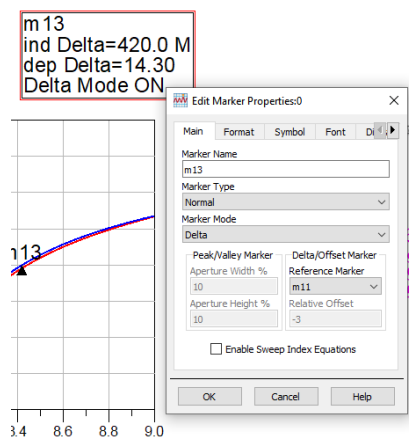 m13
ind Delta=420.0 M
dep Delta=14.30
Delta Mode ON
m13
8.6 8.8 9.0
Edit Marker Properties:0
Main Format Symbol Font
Marker Name
m13
Marker Type
Normal
Marker Mode
Delta
Peak/Valley Marker
Aperture Width %
10
Aperture Height %
10
Delta/Offset Marker
Reference Marker
m11
Relative Offset
-3
Enable Sweep Index Equations
OK Cancel Help